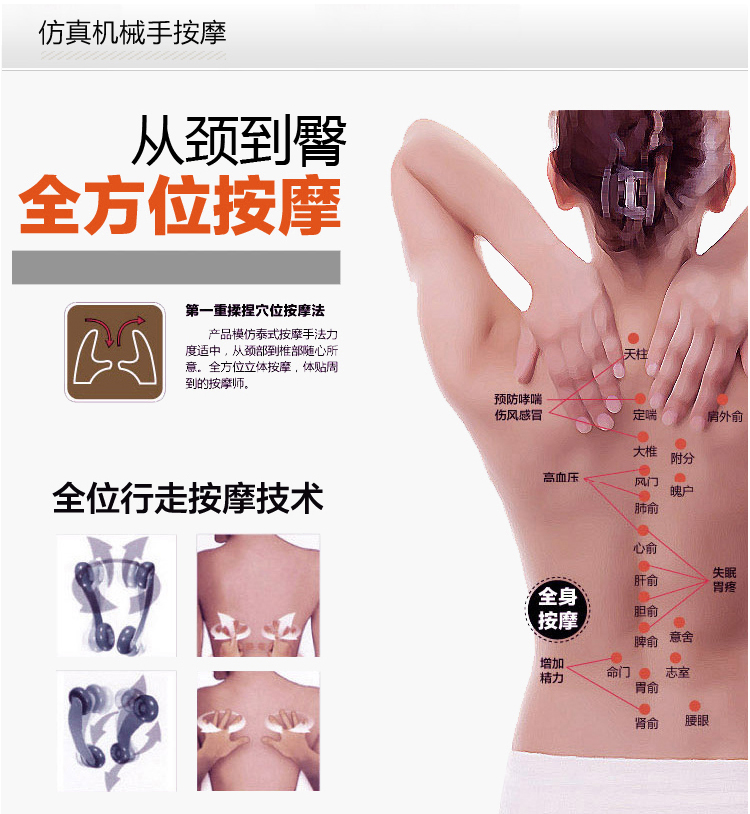 仿真机械手按摩
从颈到臀
全方位按摩
第一重揉捏穴位按摩法
产品模仿泰式按摩手法力
度适中，从颈部到椎部随心所
意。全方位立体按摩，体贴周
到的按摩师。
全位行走按摩技术
天柱
预防哮喘
伤风感冒
定喘
肩外俞
大椎
附分
高血压
风门
魄户
肺俞
心俞
失眠
胃疼
肝俞
胆俞
全身
按摩
脾俞
意舍
增加
精力
命门
胃俞
志室
肾俞
腰眼